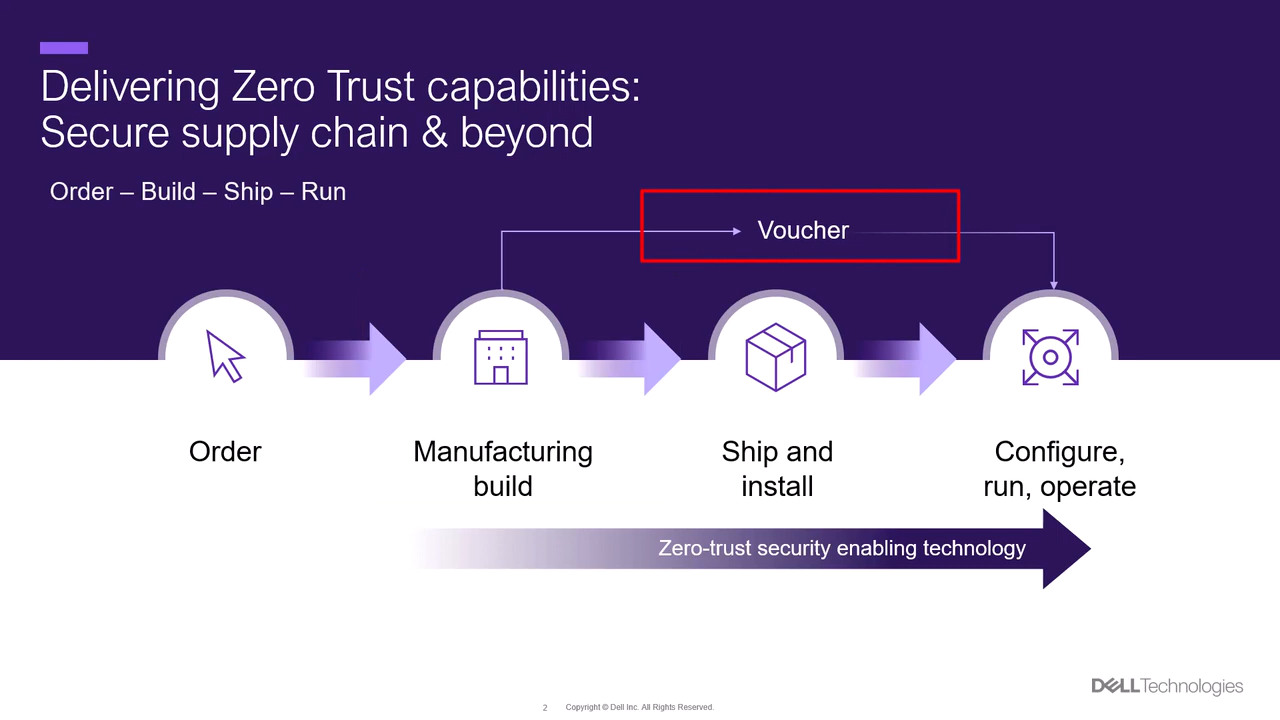 Delivering Zero Trust capabilities:
Secure supply chain & beyond
Order – Build – Ship – Run
Voucher
Order
Manufacturing
build
Ship and
install
Configure,
run, operate
Zero-trust security enabling technology
DELLTechnologies
2 Copyright © Dell Inc. All Rights Reserved.